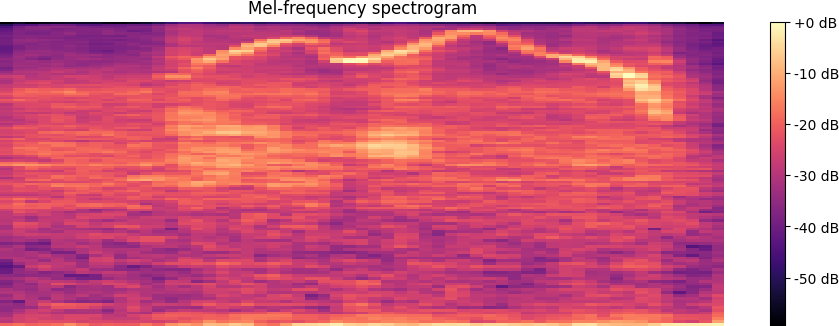 Mel-frequency spectrogram
+0 dB
-10 dB
-20 dB
-30 dB
-40 dB
-50 dB